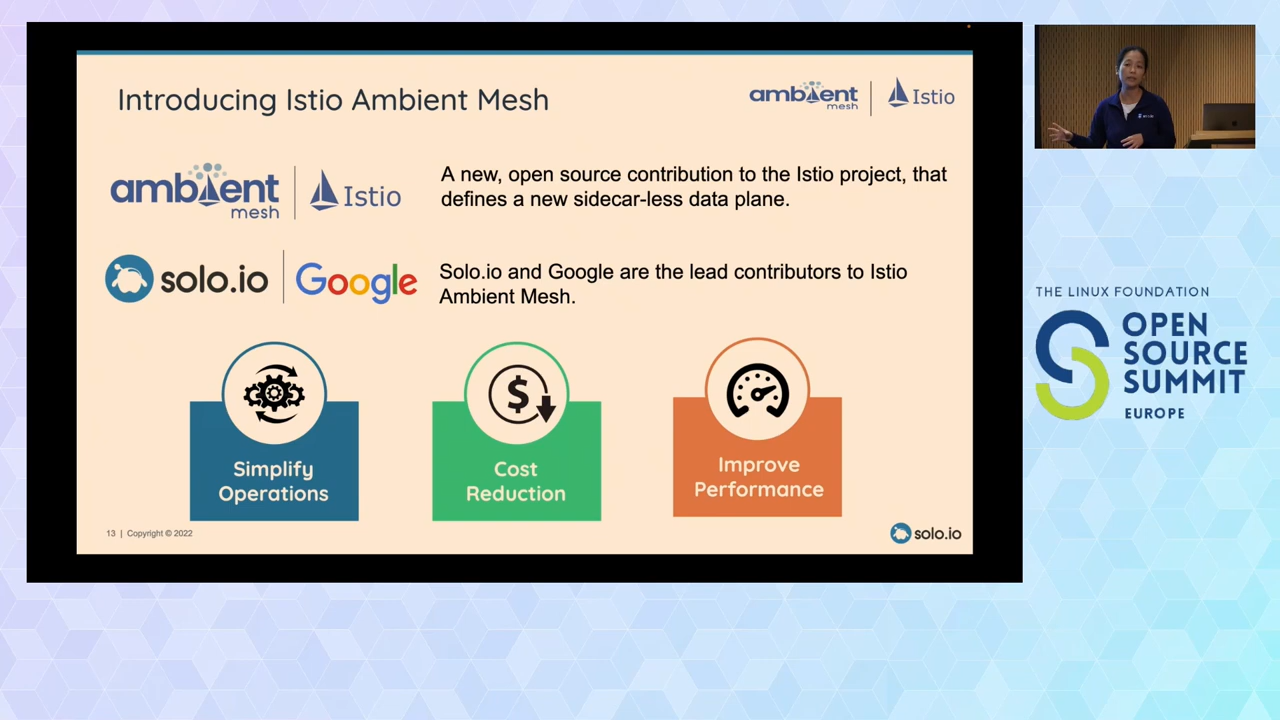 Introducing Istio Ambient Mesh
ambient mesh | Istio
ambient
mesh
Istio
A new, open source contribution to the Istio project, that
defines a new sidecar-less data plane.
solo.io | Google
Solo.io and Google are the lead contributors to Istio
Ambient Mesh.
Simplify
Operations
Cost
Reduction
Improve
Performance
13 | Copyright © 2022
solo.io
THE LINUX FOUNDATION
OPEN
SOURCE
SUMMIT
EUROPE